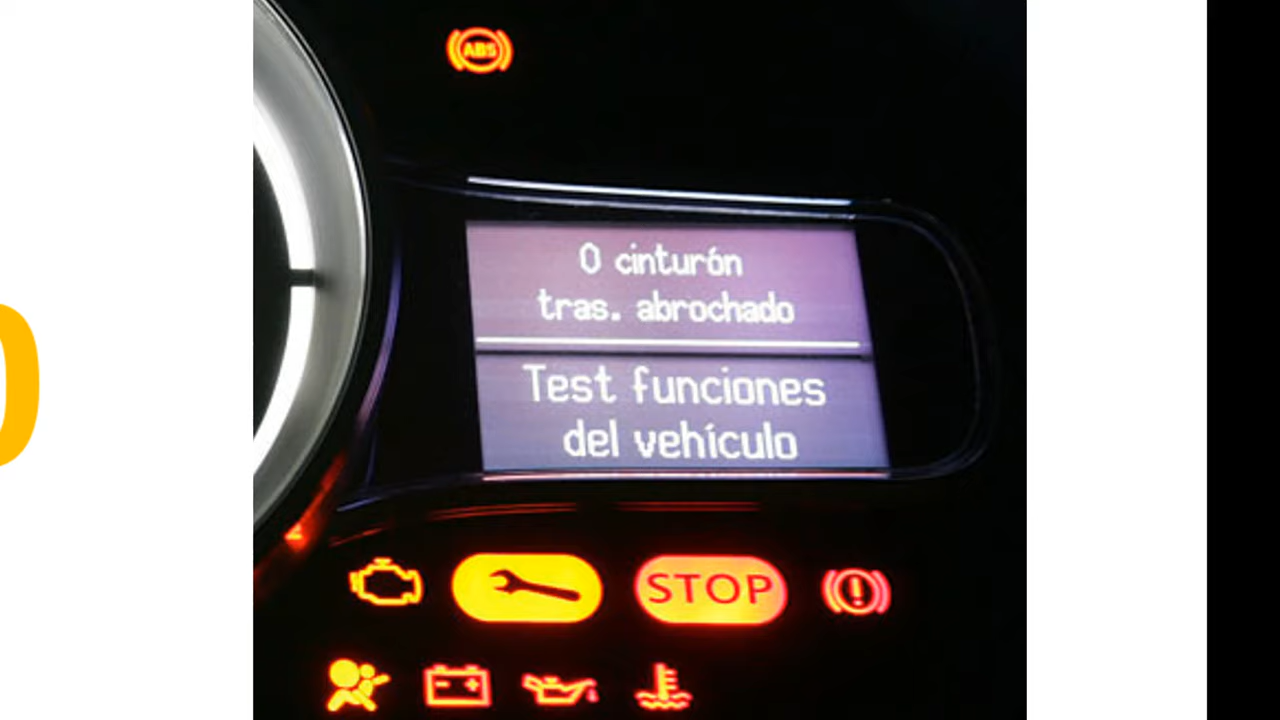 ABS
0 cinturón
tras. abrochado
Test funciones
del vehículo
STOP